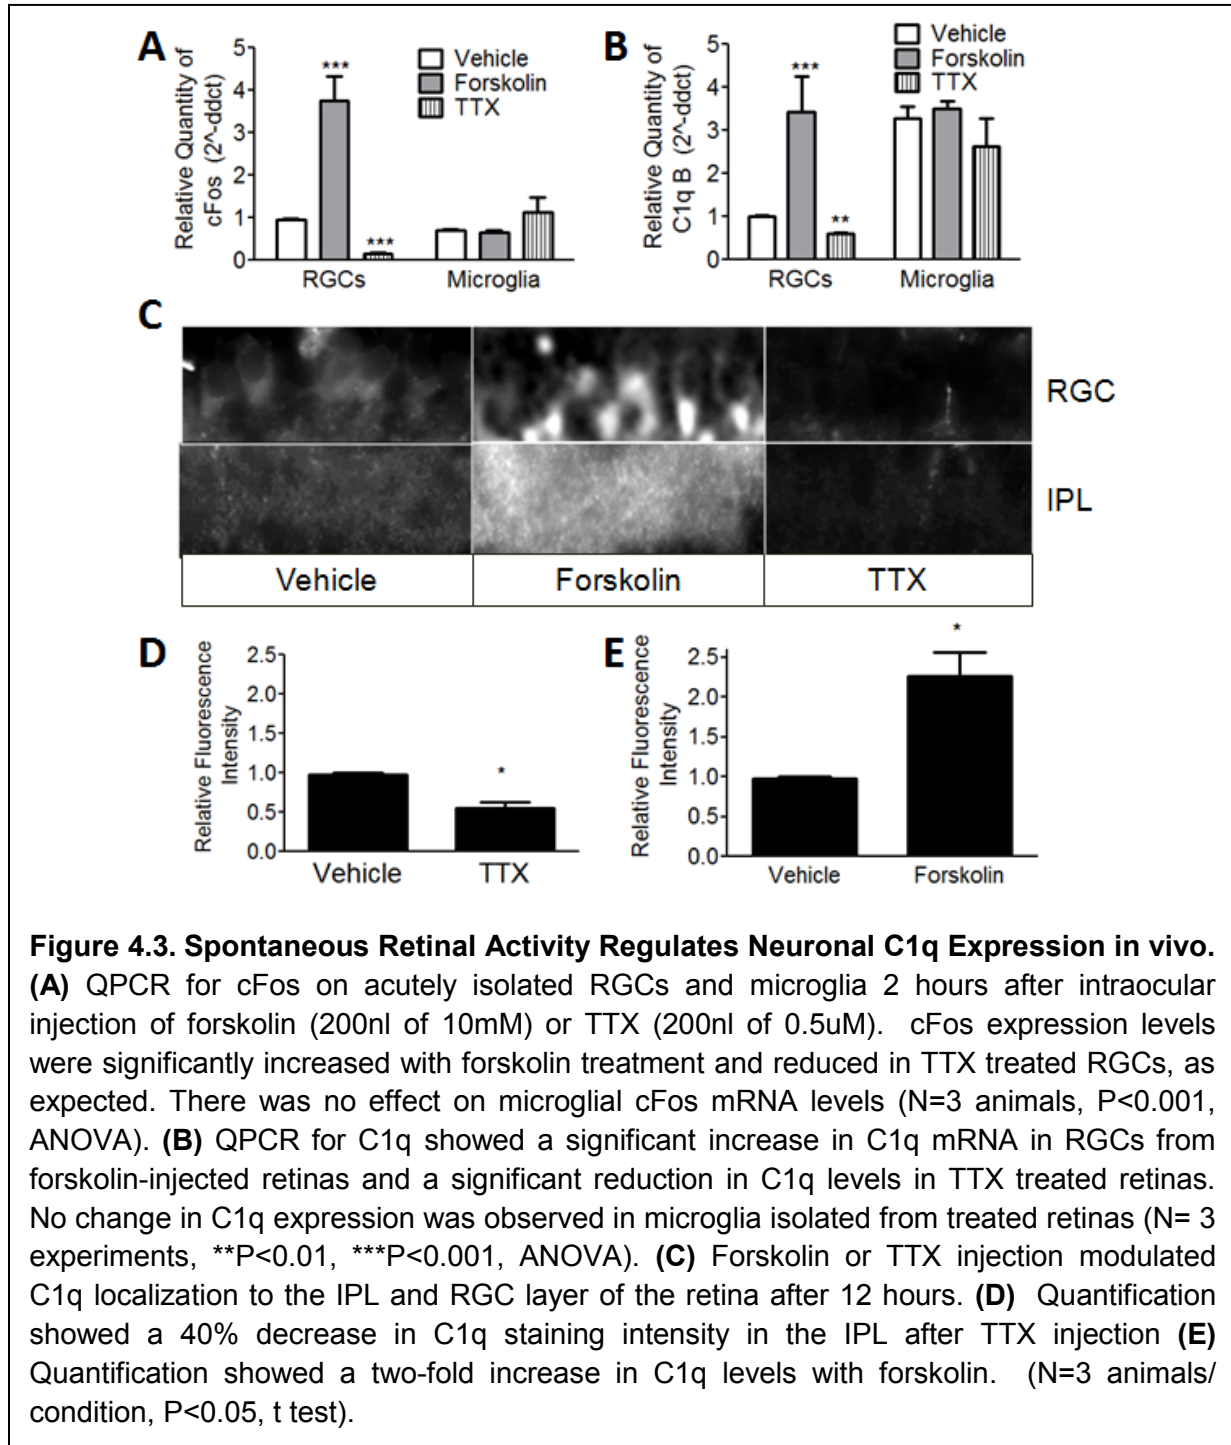 A
Relative Quantity of
cFos (2^-ddct)
5
4
3
2
1
0
***
***
Vehicle
Forskolin
TTX
RGCs
Microglia
B
Relative Quantity of
C1q B (2^-ddct)
5
4
3
2
1
0
***
**
Vehicle
Forskolin
TTX
RGCs
Microglia
C
RGC
IPL
Vehicle
Forskolin
TTX
D
Relative Fluorescence
Intensity
2.5
2.0
1.5
1.0
0.5
0.0
*
Vehicle
TTX
E
Relative Fluorescence
Intensity
2.5
2.0
1.5
1.0
0.5
0.0
*
Vehicle
Forskolin
Figure 4.3. Spontaneous Retinal Activity Regulates Neuronal C1q Expression in vivo.
(A) QPCR for cFos on acutely isolated RGCs and microglia 2 hours after intraocular
injection of forskolin (200nl of 10mM) or TTX (200nl of 0.5uM). cFos expression levels
were significantly increased with forskolin treatment and reduced in TTX treated RGCs, as
expected. There was no effect on microglial cFos mRNA levels (N=3 animals, P<0.001,
ANOVA). (B) QPCR for C1q showed a significant increase in C1q mRNA in RGCs from
forskolin-injected retinas and a significant reduction in C1q levels in TTX treated retinas.
No change in C1q expression was observed in microglia isolated from treated retinas (N= 3
experiments, **P<0.01, ***P<0.001, ANOVA). (C) Forskolin or TTX injection modulated
C1q localization to the IPL and RGC layer of the retina after 12 hours. (D) Quantification
showed a 40% decrease in C1q staining intensity in the IPL after TTX injection (E)
Quantification showed a two-fold increase in C1q levels with forskolin. (N=3 animals/
condition, P<0.05, t test).